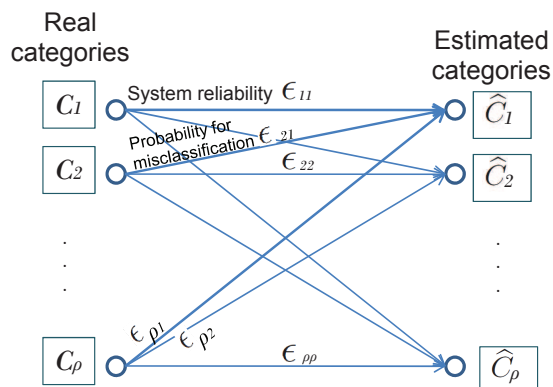 Real
categories
Estimated
categories
C1
System reliability ϵ11
Ĉ1
Probability for
misclassification
ϵ21
C2
ϵ22
Ĉ2
.
.
.
.
.
.
ϵρ1
ϵρ2
Cρ
ϵρρ
Ĉρ